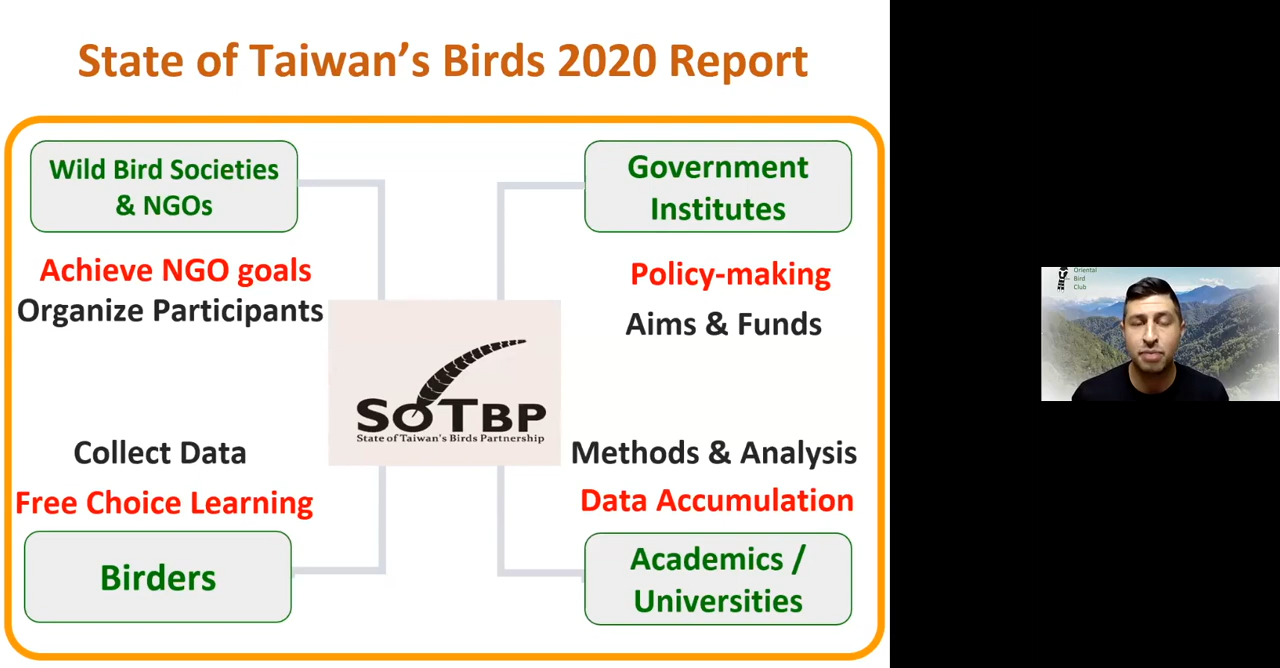 State of Taiwan's Birds 2020 Report
Wild Bird Societies
& NGOs
Government
Institutes
Achieve NGO goals
Organize Participants
Policy-making
Aims & Funds
SoTBP
State of Taiwan's Birds Partnership
Collect Data
Free Choice Learning
Methods & Analysis
Data Accumulation
Birders
Academics /
Universities
Oriental
Bird
Club